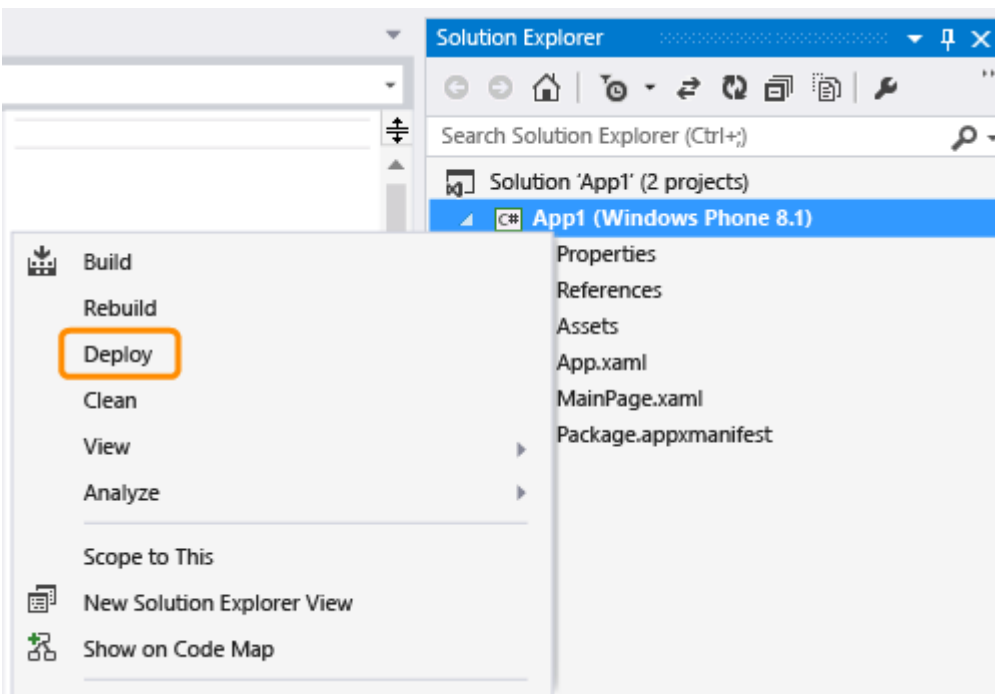 Solution Explorer
Search Solution Explorer (Ctrl+;)
Solution 'App1' (2 projects)
C# App1 (Windows Phone 8.1)
Properties
References
Assets
App.xaml
MainPage.xaml
Package.appxmanifest
Build
Rebuild
Deploy
Clean
View
Analyze
Scope to This
New Solution Explorer View
Show on Code Map